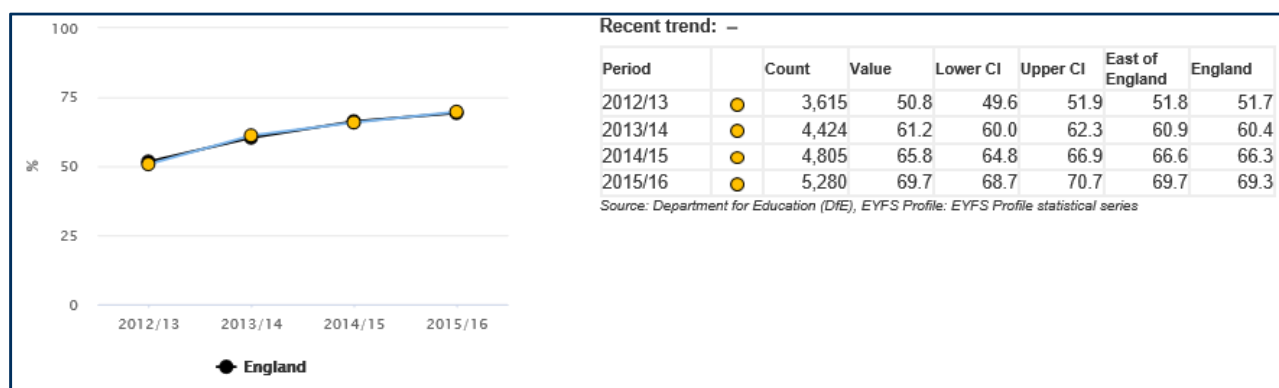 100
75
50
25
0
%
2012/13 2013/14 2014/15 2015/16
England
Recent trend: –
Period Count Value Lower CI Upper CI East of England England
2012/13 3,615 50.8 49.6 51.9 51.8 51.7
2013/14 4,424 61.2 60.0 62.3 60.9 60.4
2014/15 4,805 65.8 64.8 66.9 66.6 66.3
2015/16 5,280 69.7 68.7 70.7 69.7 69.3
Source: Department for Education (DfE), EYFS Profile: EYFS Profile statistical series